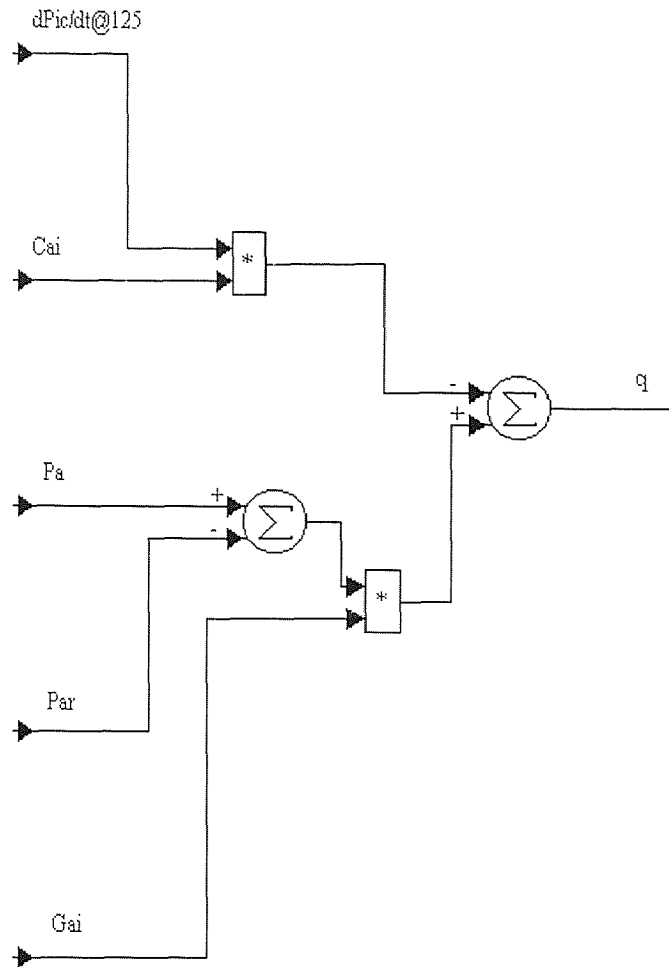 dPic/dt@125
Cai
*
-
+
Σ
q
Pa
+
-
Σ
*
Par
Gai